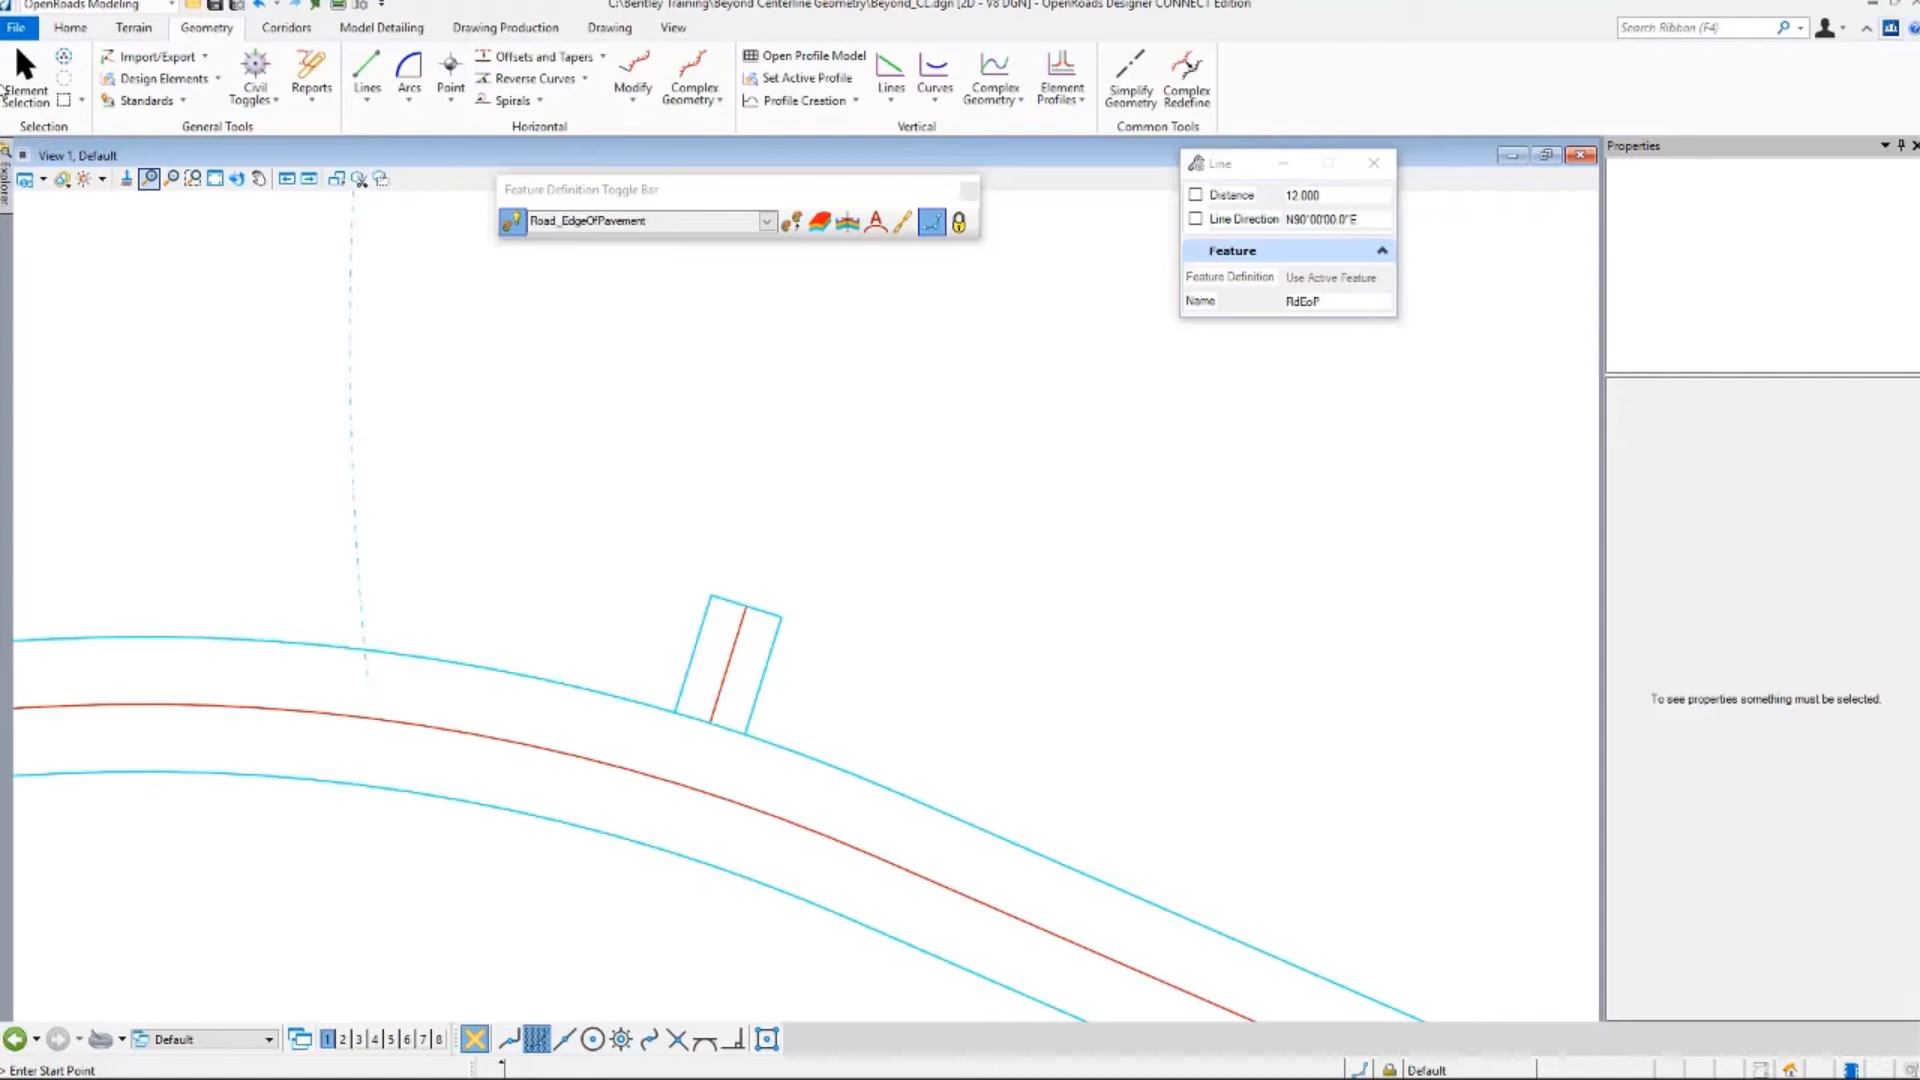 OpenRoads Modeling
C:\Bentley Training\Beyond Centerline Geometry\Beyond_CL.dgn [2D - V8 DGN] - OpenRoads Designer CONNECT Edition
File Home Terrain Geometry Corridors Model Detailing Drawing Production Drawing View
Search Ribbon (F4)
Element Selection
Selection
Import/Export
Design Elements
Standards
Civil Toggles
Reports
General Tools
Lines
Arcs
Point
Offsets and Tapers
Reverse Curves
Spirals
Modify
Complex Geometry
Horizontal
Open Profile Model
Set Active Profile
Profile Creation
Lines
Curves
Complex Geometry
Element Profiles
Vertical
Simplify Geometry
Complex Redefine
Common Tools
Explorer
View 1, Default
Feature Definition Toggle Bar
Road_EdgeOfPavement
Line
Distance 12.000
Line Direction N90°00'00.0"E
Feature
Feature Definition Use Active Feature
Name RdEoP
Properties
To see properties something must be selected.
Default
1 2 3 4 5 6 7 8
> Enter Start Point
Default